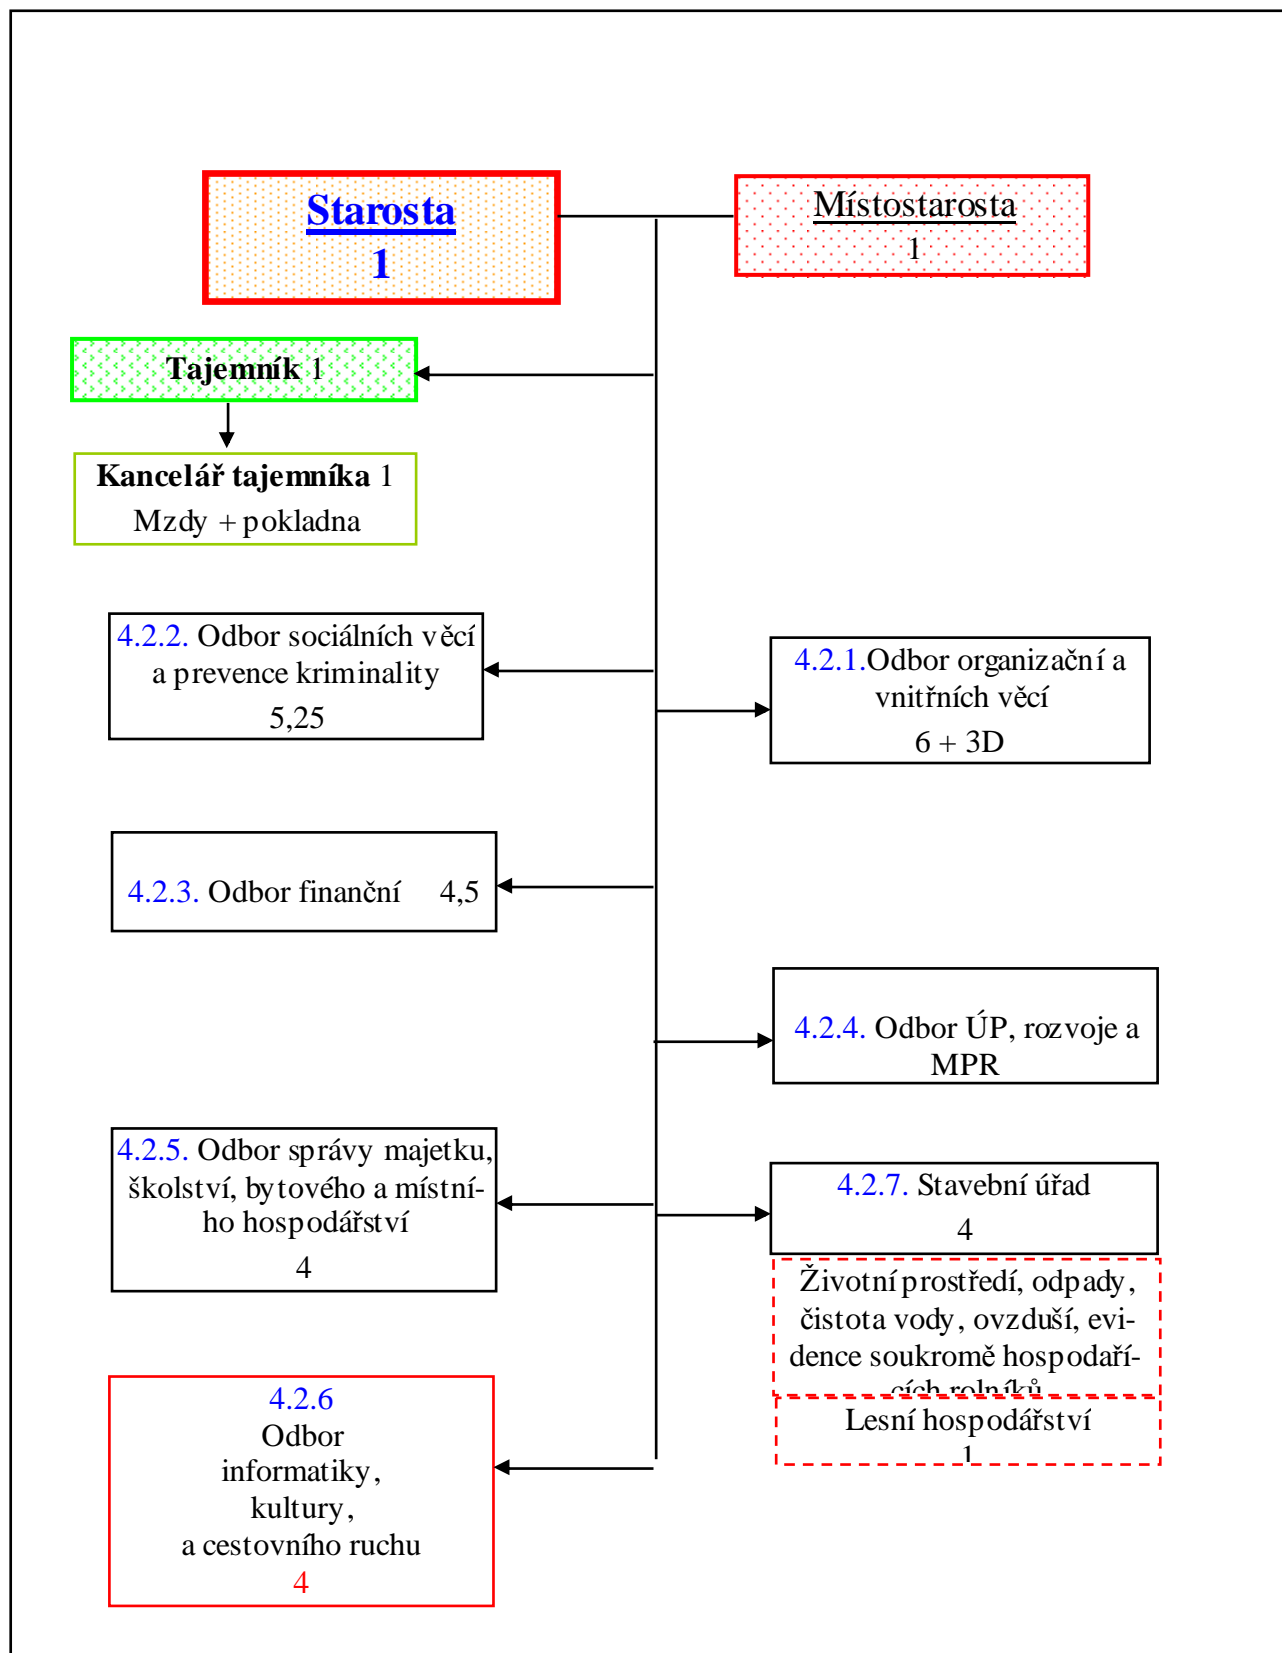 Starosta
1
Místostarosta
1
Tajemník 1
Kancelář tajemníka 1
Mzdy + pokladna
4.2.2. Odbor sociálních věcí
a prevence kriminality
5,25
4.2.1.Odbor organizační a
vnitřních věcí
6 + 3D
4.2.3. Odbor finanční 4,5
4.2.4. Odbor ÚP, rozvoje a
MPR
4.2.5. Odbor správy majetku,
školství, bytového a místní-
ho hospodářství
4
4.2.7. Stavební úřad
4
Životní prostředí, odpady,
čistota vody, ovzduší, evi-
dence soukromě hospodaří-
cích rolníků
Lesní hospodářství
1
4.2.6
Odbor
informatiky,
kultury,
a cestovního ruchu
4